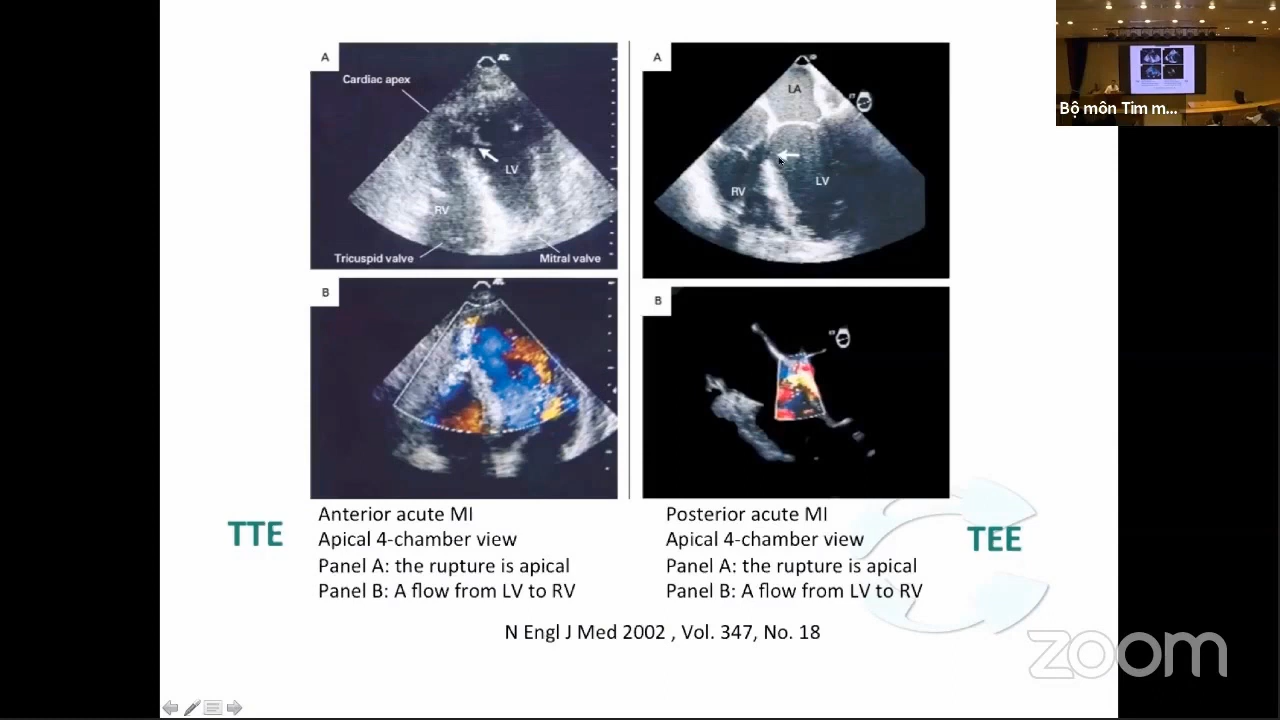 A
Cardiac apex
LV
RV
Tricuspid valve
Mitral valve
B
A
LA
RV
LV
B
TTE
Anterior acute MI
Apical 4-chamber view
Panel A: the rupture is apical
Panel B: A flow from LV to RV
Posterior acute MI
Apical 4-chamber view
Panel A: the rupture is apical
Panel B: A flow from LV to RV
TEE
N Engl J Med 2002 , Vol. 347, No. 18
Bộ môn Tim m...
zoom